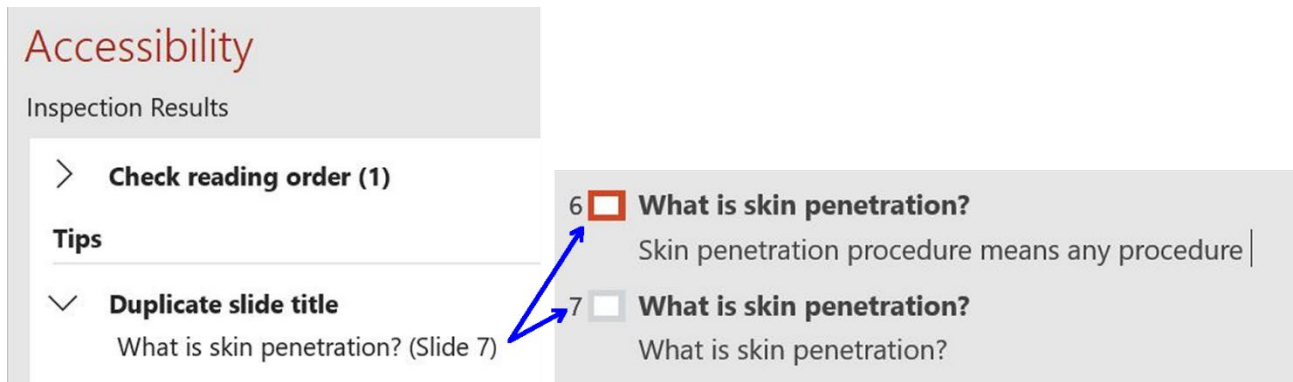 Accessibility
Inspection Results
Check reading order (1)
Tips
Duplicate slide title
What is skin penetration? (Slide 7)
6 What is skin penetration?
Skin penetration procedure means any procedure
7 What is skin penetration?
What is skin penetration?